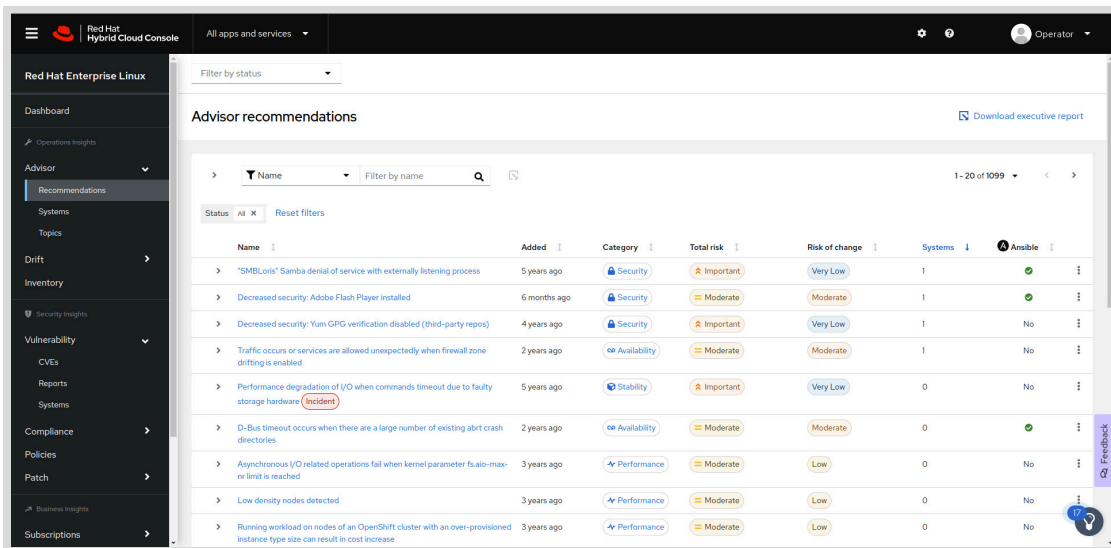 Red Hat
Hybrid Cloud Console
All apps and services
Operator
Red Hat Enterprise Linux
Dashboard
Operations Insights
Advisor
Recommendations
Systems
Topics
Drift
Inventory
Security Insights
Vulnerability
CVEs
Reports
Systems
Compliance
Policies
Patch
Business Insights
Subscriptions
Filter by status
Advisor recommendations
Download executive report
Name
Filter by name
1 - 20 of 1099
Status All × Reset filters
Name Added Category Total risk Risk of change Systems A Ansible
"SMBLoris" Samba denial of service with externally listening process 5 years ago Security Important Very Low 1
Decreased security: Adobe Flash Player installed 6 months ago Security Moderate Moderate 1
Decreased security: Yum GPG verification disabled (third-party repos) 4 years ago Security Important Very Low 1 No
Traffic occurs or services are allowed unexpectedly when firewall zone 2 years ago Availability Moderate Moderate 1 No
drifting is enabled
Performance degradation of I/O when commands timeout due to faulty 5 years ago Stability Important Very Low 0 No
storage hardware Incident
D-Bus timeout occurs when there are a large number of existing abrt crash 2 years ago Availability Moderate Moderate 0
directories
Asynchronous I/O related operations fail when kernel parameter fs.aio-max- 3 years ago Performance Moderate Low 0 No
nr limit is reached
Low density nodes detected 3 years ago Performance Moderate Low 0 No
Running workload on nodes of an OpenShift cluster with an over-provisioned 3 years ago Performance Moderate Low 0 No
instance type size can result in cost increase
Feedback
17